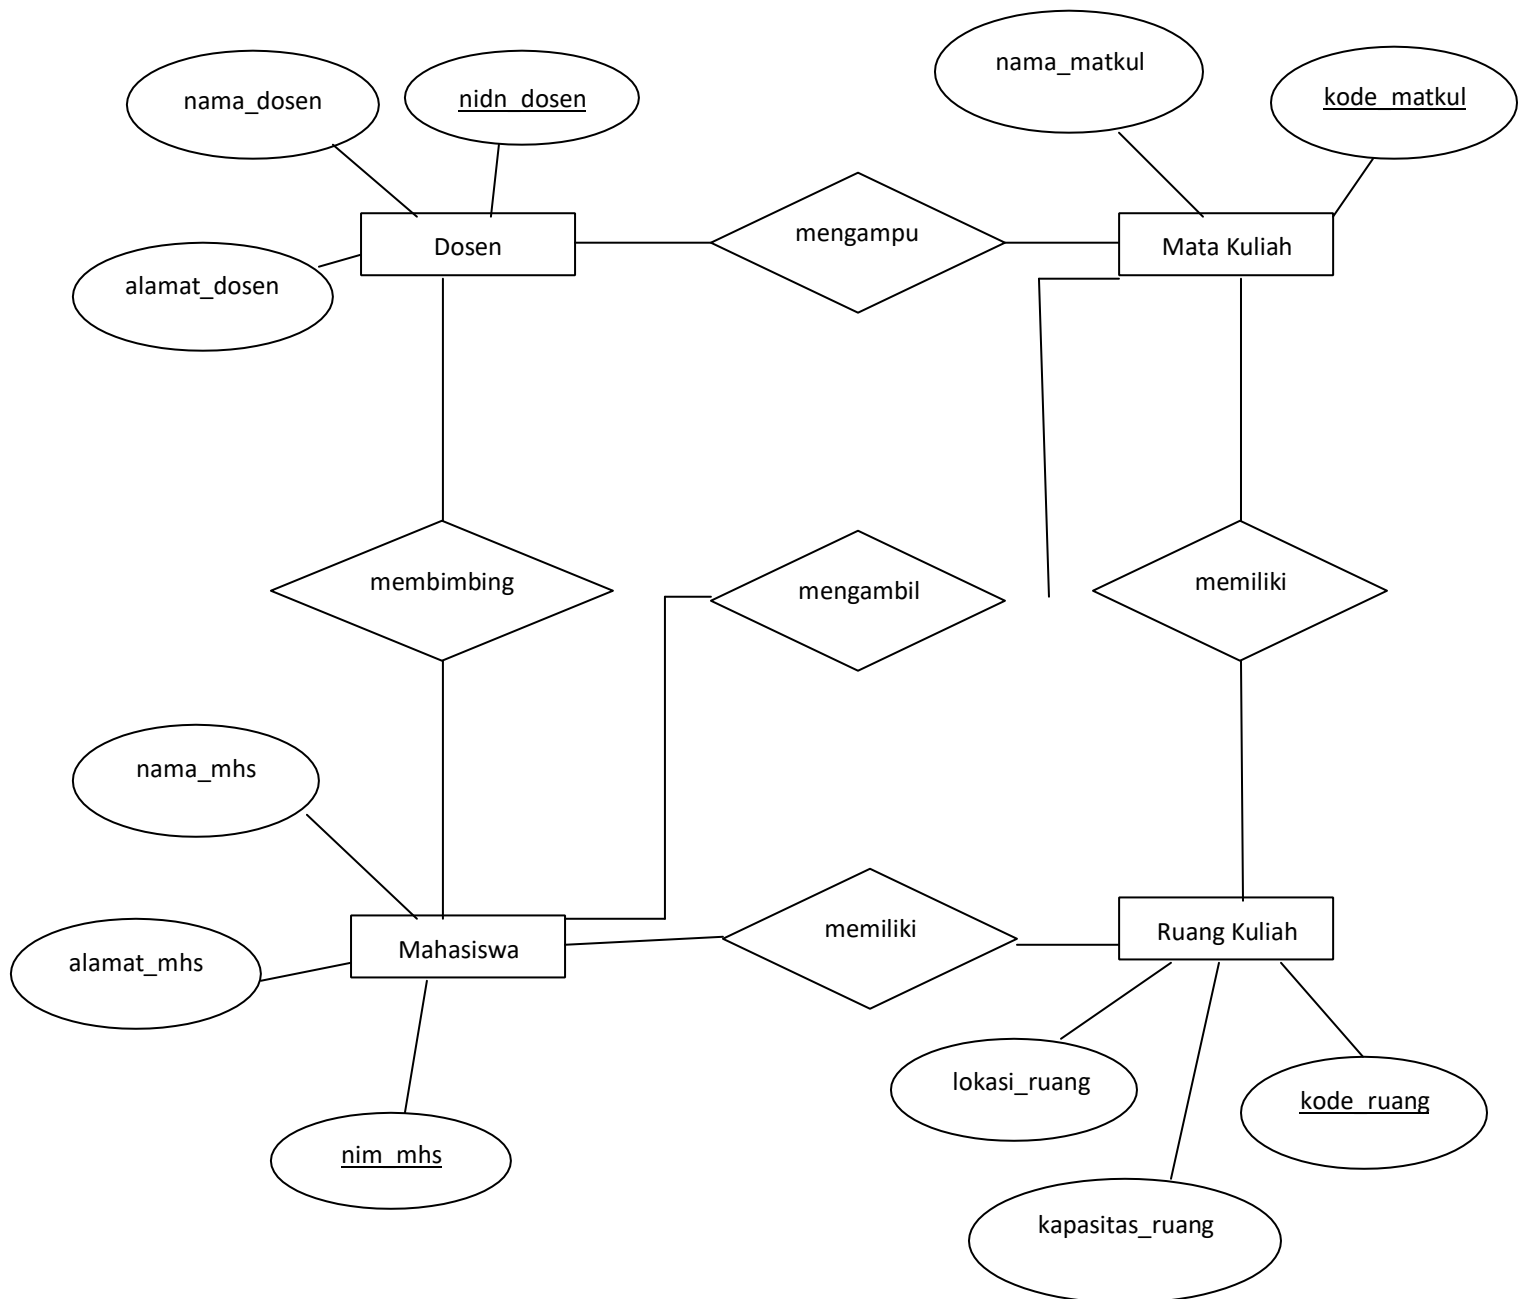 nama_matkul
nama_dosen
nidn_dosen
kode_matkul
mengampu
Dosen
Mata Kuliah
alamat_dosen
membimbing
mengambil
memiliki
nama_mhs
memiliki
Ruang Kuliah
Mahasiswa
alamat_mhs
lokasi_ruang
kode_ruang
nim_mhs
kapasitas_ruang